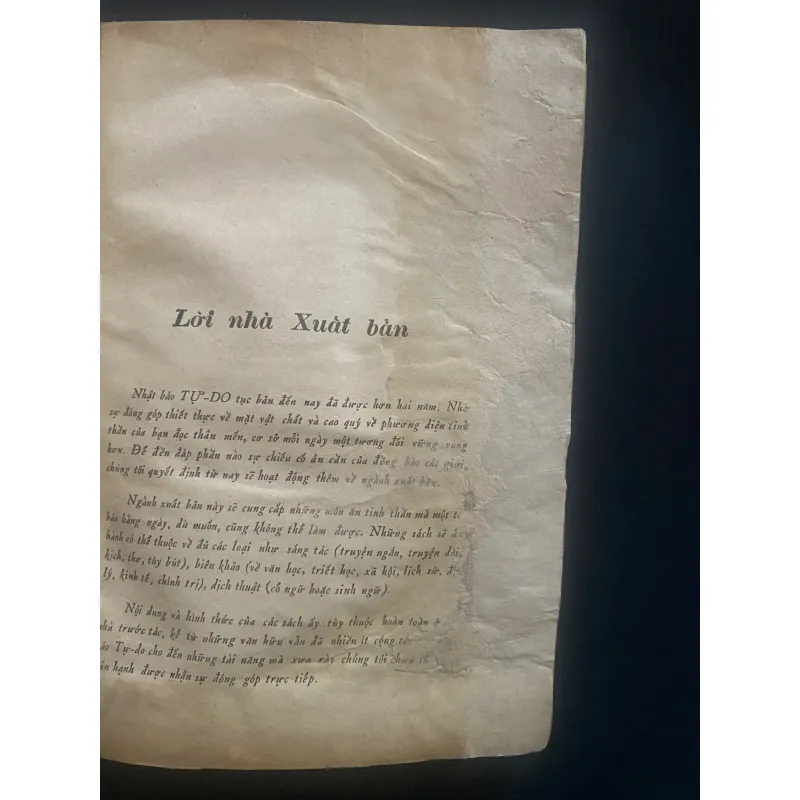 Lời nhà Xuất bản
Nhật báo TỰ-DO tục bản đến nay đã được hơn hai năm. Nhờ
sự đóng góp thiết thực về mặt vật chất và cao quý về phương diện tinh
thần của bạn đọc thân mến, cơ sở mỗi ngày một tương đối vững vàng
hơn. Để đền đáp phần nào sự chiếu cố ân cần của đồng bào các giới,
chúng tôi quyết định từ nay sẽ hoạt động thêm về ngành xuất bản.
Ngành xuất bản này sẽ cung cấp những món ăn tinh thần mà một
báo hàng ngày, dù muốn, cũng không thể làm được. Những sách sẽ
hành có thể thuộc về đủ các loại như sáng tác (truyện ngắn, truyện dài,
kịch, thơ, tùy bút), biên khảo (về văn học, triết học, xã hội, lịch sử,
lý, kinh tế, chính trị), dịch thuật (cổ ngữ hoặc sinh ngữ).
Nội dung và hình thức của các sách ấy tùy thuộc hoàn toàn ở
nhà trước tác, kể từ những văn hữu vẫn đã nhiều ít cộng tác
Tự-do cho đến những tài năng mà xưa rày chúng tôi chưa
hạnh được nhận sự đóng góp trực tiếp.